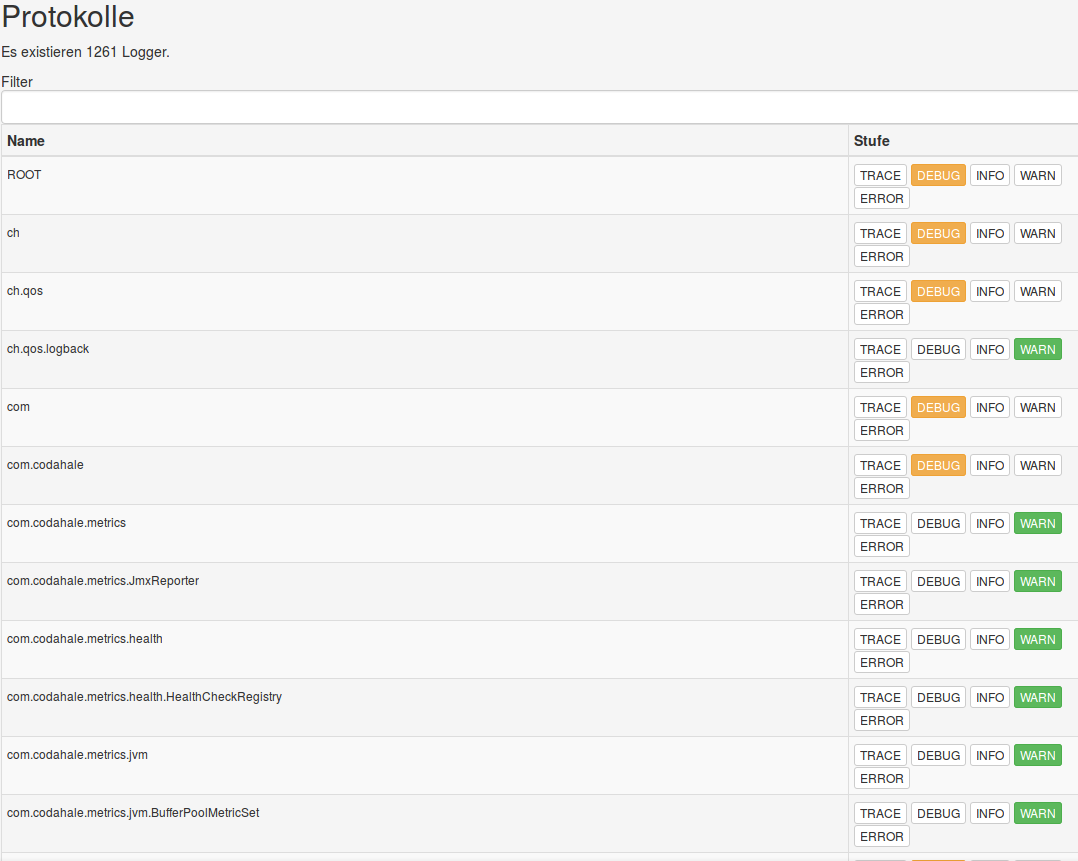 Protokolle
Es existieren 1261 Logger.
Filter
Name Stufe
ROOT TRACE DEBUG INFO WARN
ERROR
ch TRACE DEBUG INFO WARN
ERROR
ch.qos TRACE DEBUG INFO WARN
ERROR
ch.qos.logback TRACE DEBUG INFO WARN
ERROR
com TRACE DEBUG INFO WARN
ERROR
com.codahale TRACE DEBUG INFO WARN
ERROR
com.codahale.metrics TRACE DEBUG INFO WARN
ERROR
com.codahale.metrics.JmxReporter TRACE DEBUG INFO WARN
ERROR
com.codahale.metrics.health TRACE DEBUG INFO WARN
ERROR
com.codahale.metrics.health.HealthCheckRegistry TRACE DEBUG INFO WARN
ERROR
com.codahale.metrics.jvm TRACE DEBUG INFO WARN
ERROR
com.codahale.metrics.jvm.BufferPoolMetricSet TRACE DEBUG INFO WARN
ERROR